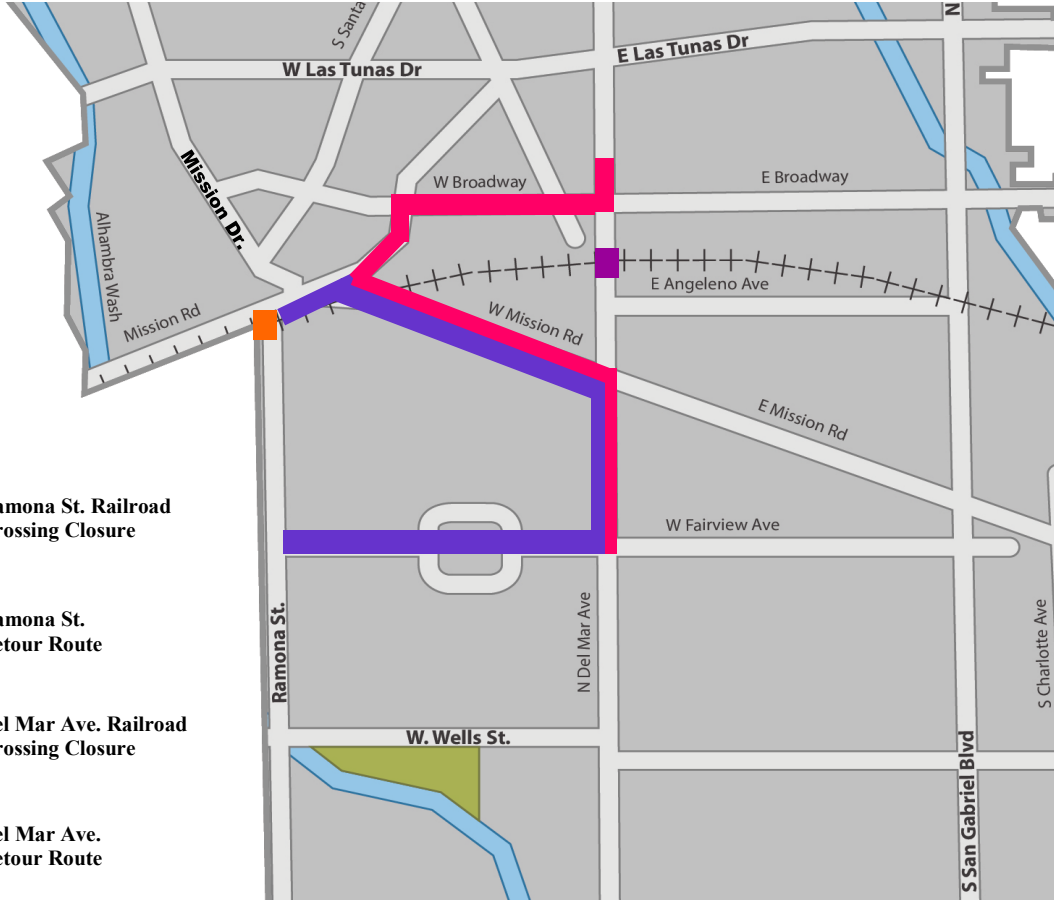 S Santa
N
W Las Tunas Dr
E Las Tunas Dr
Mission Dr.
W Broadway
E Broadway
Alhambra Wash
Mission Rd
E Angeleno Ave
W Mission Rd
E Mission Rd
amona St. Railroad
rossing Closure
W Fairview Ave
amona St.
etour Route
Ramona St.
N Del Mar Ave
S Charlotte Ave
el Mar Ave. Railroad
rossing Closure
W. Wells St.
S San Gabriel Blvd
el Mar Ave.
etour Route